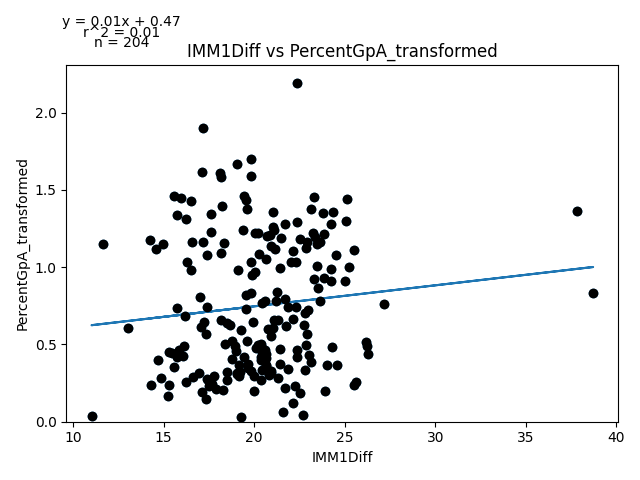 y = 0.01x + 0.47
r^2 = 0.01
n = 204
IMM1Diff vs PercentGpA_transformed
PercentGpA_transformed
2.0
1.5
1.0
0.5
0.0
10 15 20 25 30 35 40
IMM1Diff